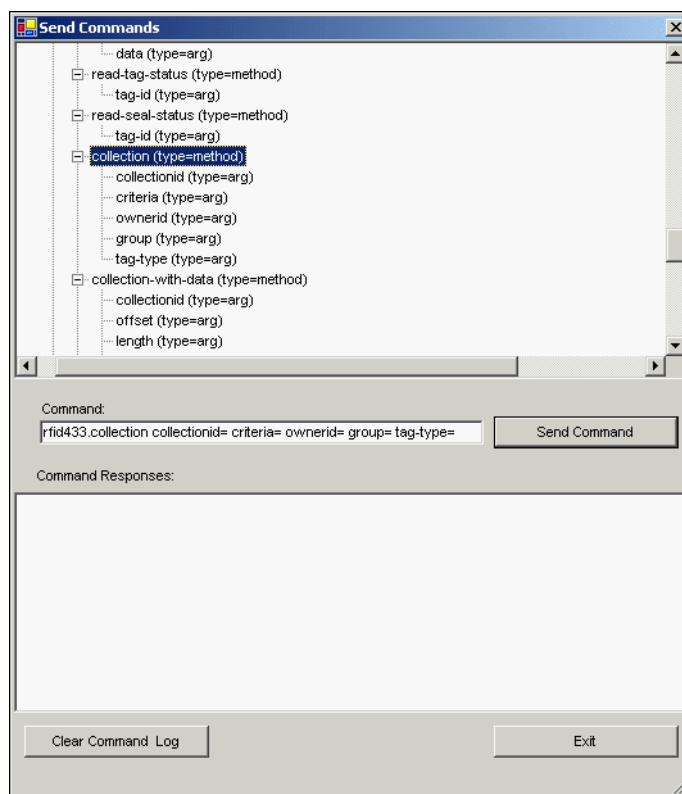 Send Commands
data (type=arg)
read-tag-status (type=method)
tag-id (type=arg)
read-seal-status (type=method)
tag-id (type=arg)
collection (type=method)
collectionid (type=arg)
criteria (type=arg)
ownerid (type=arg)
group (type=arg)
tag-type (type=arg)
collection-with-data (type=method)
collectionid (type=arg)
offset (type=arg)
length (type=arg)
Command:
rfid433.collection collectionid= criteria= ownerid= group= tag-type=
Send Command
Command Responses:
Clear Command Log
Exit